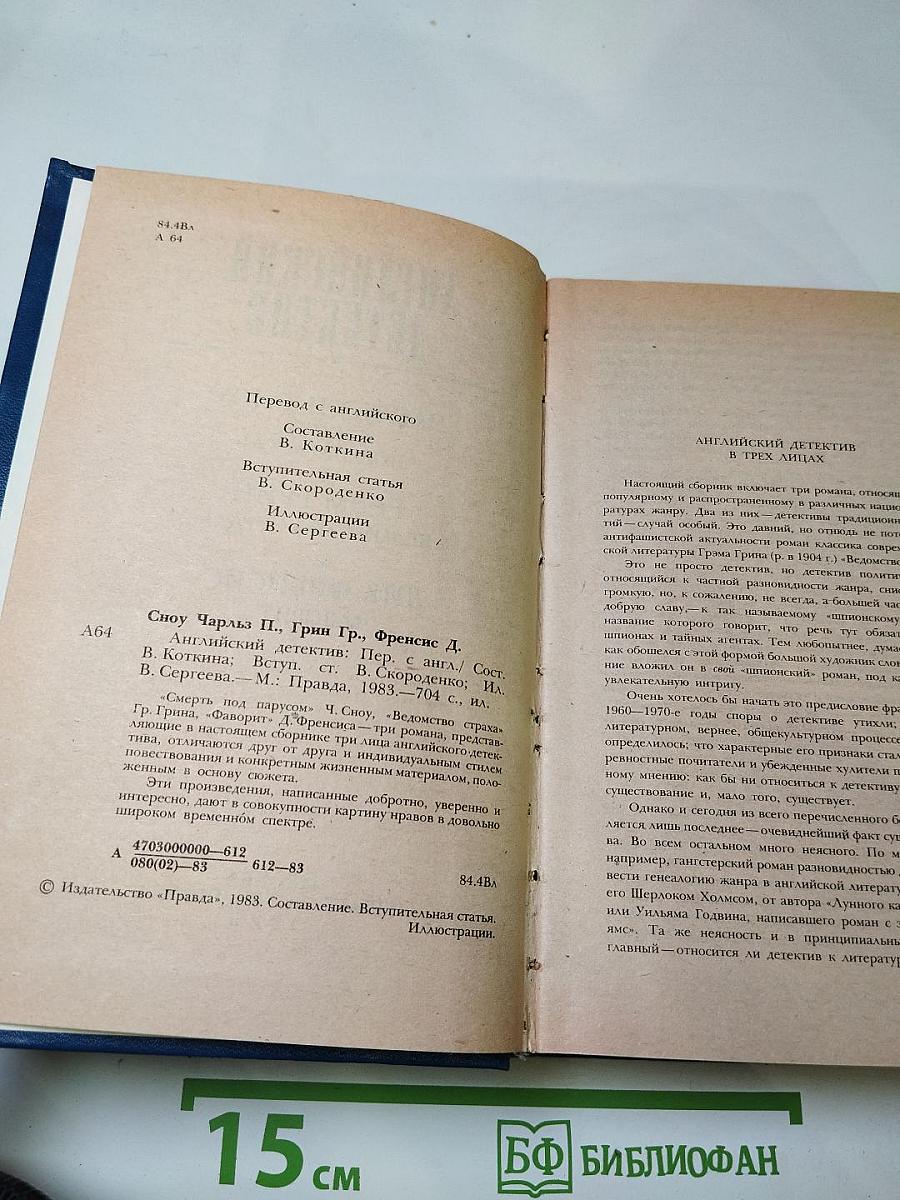 84.4Вл
А 64
Перевод с английского
Составление
В. Коткина
Вступительная статья
В. Скороденко
Иллюстрации
В. Сергеева
Сноу Чарльз П., Грин Гр., Френсис Д.
А64 Английский детектив: Пер. с англ./ Сост.
В. Коткина; Вступ. ст. В. Скороденко; Ил.
В. Сергеева.— М.: Правда, 1983.—704 с., ил.
«Смерть под парусом» Ч. Сноу, «Ведомство страха»
Гр. Грина, «Фаворит» Д. Френсиса — три романа, представ-
ляющие в настоящем сборнике три лица английского детек-
тива, отличаются друг от друга и индивидуальным стилем
повествования и конкретным жизненным материалом, поло-
женным в основу сюжета.
Эти произведения, написанные добротно, уверенно и
интересно, дают в совокупности картину нравов в довольно
широком временнóм спектре.
А 4703000000—612
080(02)—83 612—83
84.4Вл
© Издательство «Правда», 1983. Составление. Вступительная статья.
Иллюстрации.
АНГЛИЙСКИЙ ДЕТЕКТИВ
В ТРЕХ ЛИЦАХ
Настоящий сборник включает три романа, относя
популярному и распространенному в различных нацио
ратурах жанру. Два из них — детективы традицион
тий — случай особый. Это давний, но отнюдь не пот
антифашистской актуальности роман классика совре
ской литературы Грэма Грина (р. в 1904 г.) «Ведомств
Это не просто детектив, но детектив полити
относящийся к частной разновидности жанра, сни
громкую, но, к сожалению, не всегда, а большей час
добрую славу,— к так называемому «шпионскому
название которого говорит, что речь тут обяза
шпионах и тайных агентах. Тем любопытнее, дума
как обошелся с этой формой большой художник сло
ние вложил он в свой «шпионский» роман, под ка
увлекательную интригу.
Очень хотелось бы начать это предисловие фра
1960—1970-е годы споры о детективе утихли;
литературном, вернее, общекультурном процессе
определилось; что характерные его признаки ста
ревностные почитатели и убежденные хулители п
ному мнению: как бы ни относиться к детективу
существование и, мало того, существует.
Однако и сегодня из всего перечисленного бе
ляется лишь последнее — очевиднейший факт су
ва. Во всем остальном много неясного. По м
например, гангстерский роман разновидностью
вести генеалогию жанра в английской литерату
его Шерлоком Холмсом, от автора «Лунного ка
или Уильяма Годвина, написавшего роман с з
ямс». Та же неясность и в принципиальны
главный — относится ли детектив к литерату
15 см
БФ БИБЛИОФАН